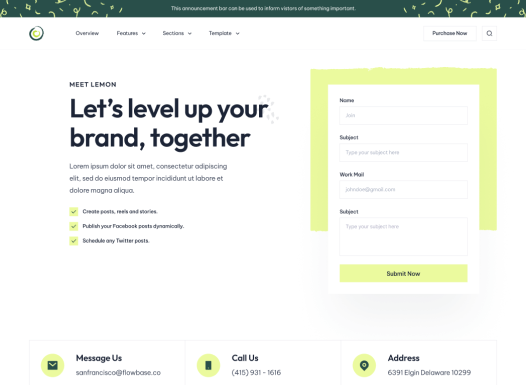 This announcement bar can be used to inform vistors of something important.
Overview
Features
Sections
Template
Purchase Now
MEET LEMON
Let's level up your
brand, together
Lorem ipsum dolor sit amet, consectetur adipiscing
elit, sed do eiusmod tempor incididunt ut labore et
dolore magna aliqua.
Create posts, reels and stories.
Publish your Facebook posts dynamically.
Schedule any Twitter posts.
Name
Subject
Type your subject here
Work Mail
johndoe@gmail.com
Subject
Type your subject here
Submit Now
Message Us
sanfrancisco@flowbase.co
Call Us
(415) 931 - 1616
Address
6391 Elgin Delaware 10299